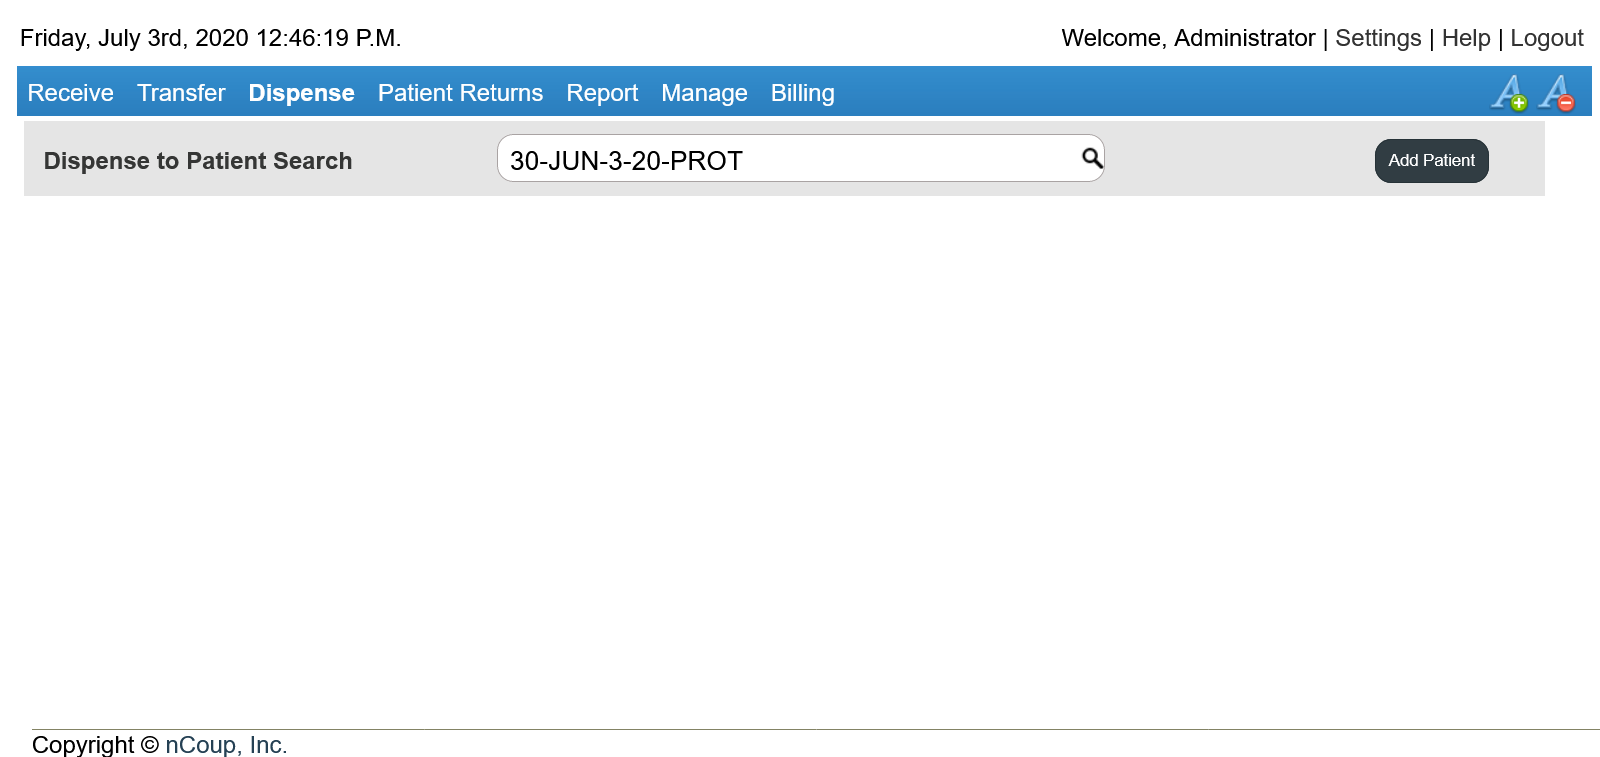 Friday, July 3rd, 2020 12:46:19 P.M. Welcome, Administrator | Settings | Help | Logout
Receive Transfer Dispense Patient Returns Report Manage Billing
Dispense to Patient Search 30-JUN-3-20-PROT Add Patient
Copyright © nCoup, Inc.